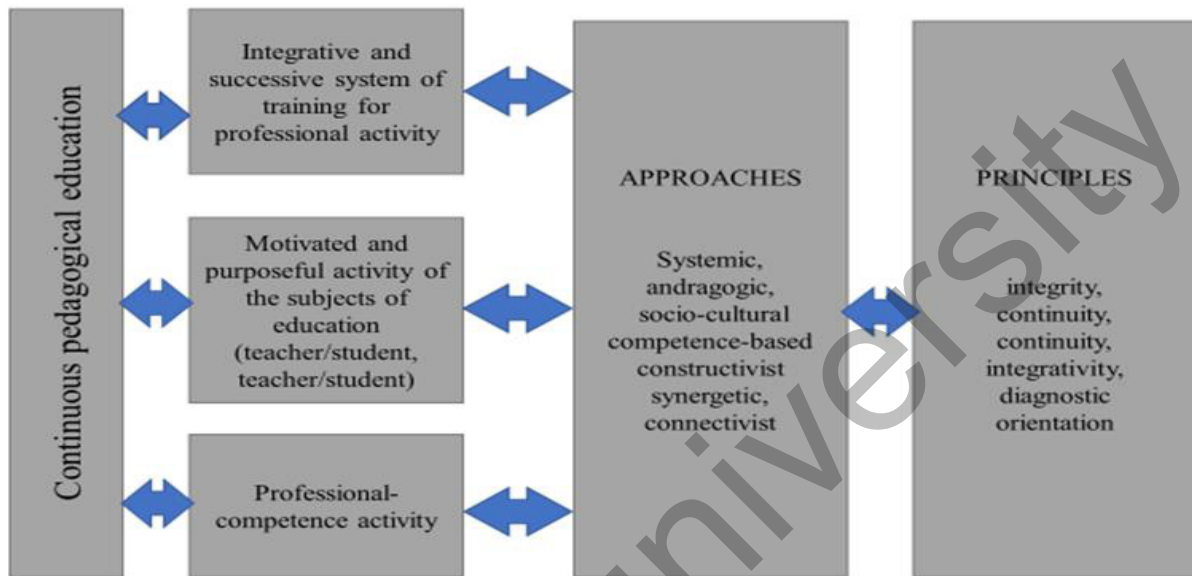 Continuous pedagogical education
Integrative and
successive system of
training for
professional activity
Motivated and
purposeful activity of
the subjects of
education
(teacher/student,
teacher/student)
Professional-
competence activity
APPROACHES
Systemic,
andragogic,
socio-cultural
competence-based
constructivist
synergetic,
connectivist
PRINCIPLES
integrity,
continuity,
continuity,
integrativity,
diagnostic
orientation
university